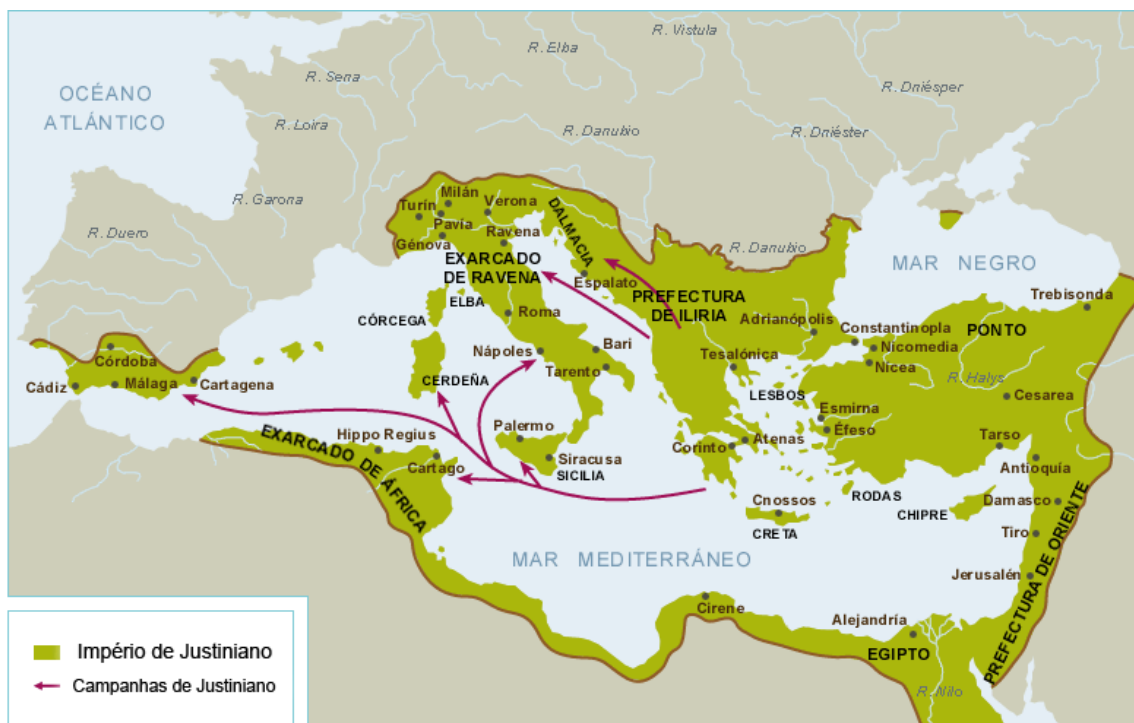 R. Vistula
R. Elba
R. Sena
R. Dniésper
OCÉANO
ATLÁNTICO
R. Loira
R. Danubio
R. Dniéster
R. Garona
Milán
Verona
Turín
Pavía
Ravena
Génova
DALMACIA
R. Duero
R. Danubio
MAR NEGRO
EXARCADO
DE RAVENA
Espalato
ELBA
PREFECTURA
DE ILIRIA
Trebisonda
CÓRCEGA
Roma
Adrianópolis
Constantinopla
PONTO
Nicomedia
Nápoles
Bari
Tesalónica
Nicea
Córdoba
Cádiz
Málaga
Cartagena
CERDEÑA
Tarento
R. Halys
LESBOS
Cesarea
Esmirna
Éfeso
Palermo
Hippo Regius
EXARCADO DE ÁFRICA
Cartago
Siracusa
SICILIA
Corinto
Atenas
Tarso
Antioquía
RODAS
Cnossos
CHIPRE
Damasco
CRETA
Tiro
MAR MEDITERRÁNEO
PREFECTURA DE ORIENTE
Jerusalén
Cirene
Alejandría
EGIPTO
R. Nilo
Império de Justiniano
Campanhas de Justiniano